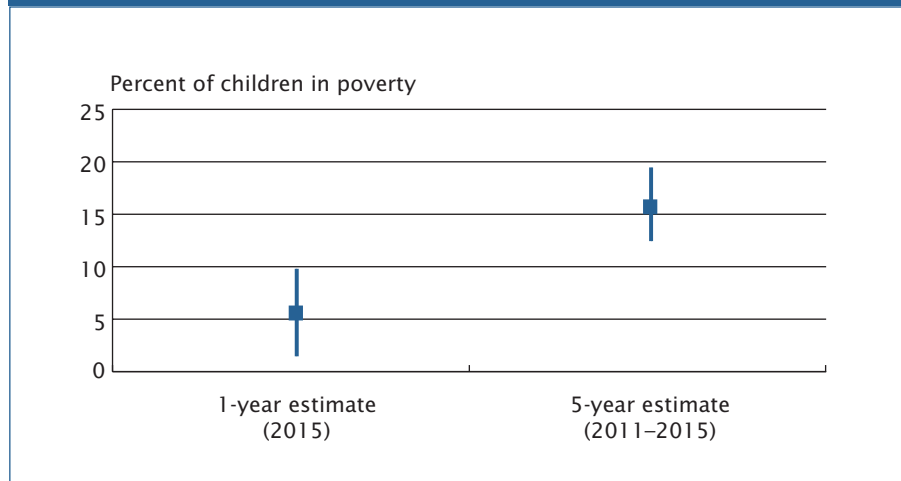 Percent of children in poverty
25
20
15
10
5
0
1-year estimate
(2015)
5-year estimate
(2011–2015)